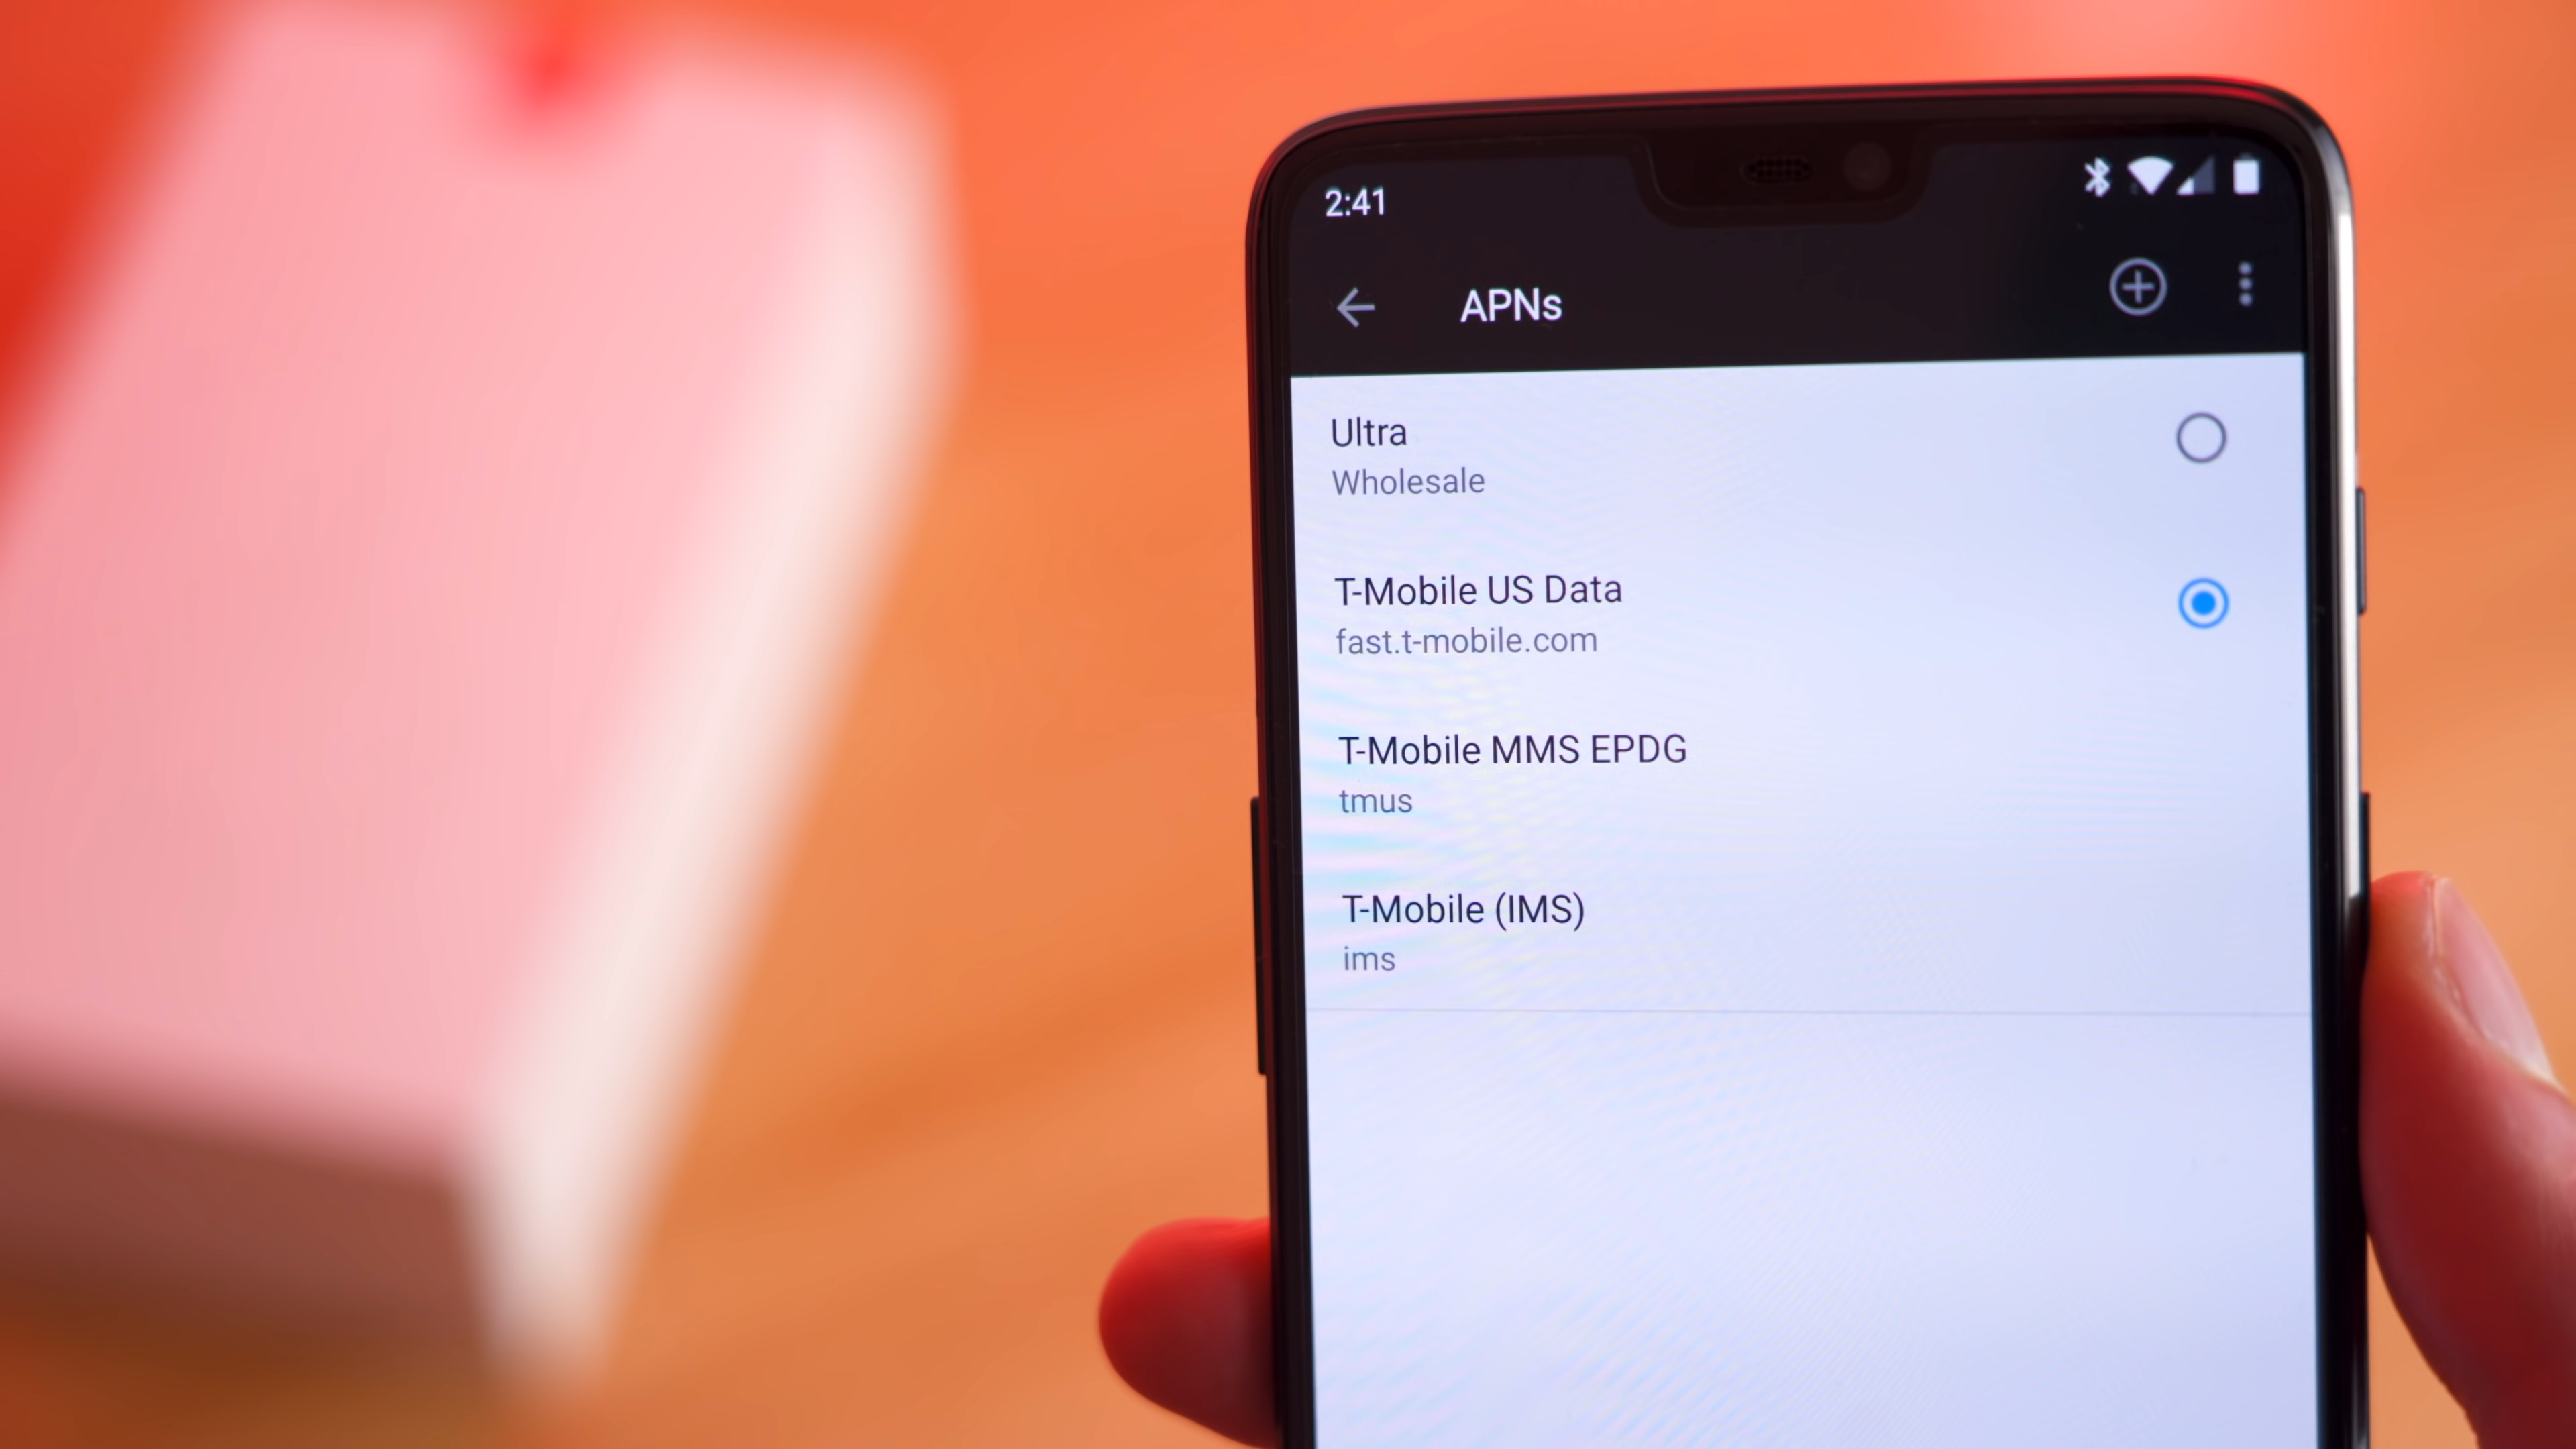 2:41
APNs
Ultra
Wholesale
T-Mobile US Data
fast.t-mobile.com
T-Mobile MMS EPDG
tmus
T-Mobile (IMS)
ims